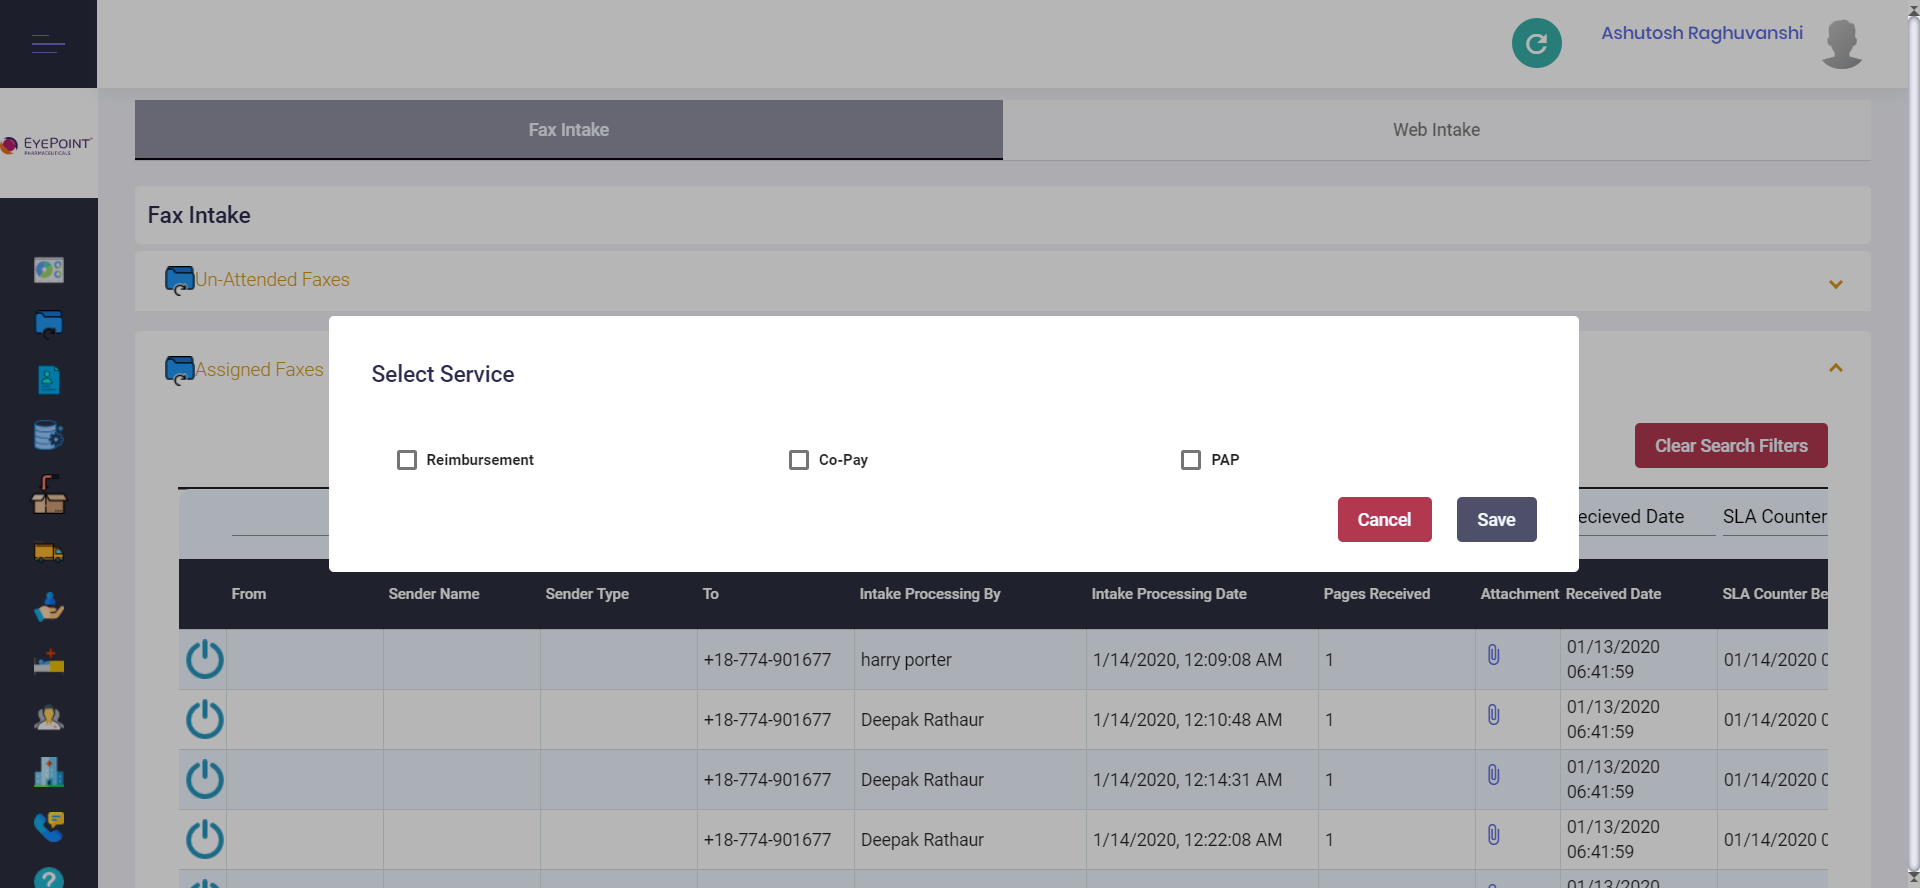 Ashutosh Raghuvanshi
EYEPOINT
PHARMACEUTICALS
Fax Intake
Web Intake
Fax Intake
Un-Attended Faxes
Assigned Faxes
Select Service
Reimbursement
Co-Pay
PAP
Cancel
Save
Clear Search Filters
ecieved Date
SLA Counter
From
Sender Name
Sender Type
To
Intake Processing By
Intake Processing Date
Pages Received
Attachment
Received Date
SLA Counter Be
+18-774-901677
harry porter
1/14/2020, 12:09:08 AM
1
01/13/2020
06:41:59
01/14/2020 0
+18-774-901677
Deepak Rathaur
1/14/2020, 12:10:48 AM
1
01/13/2020
06:41:59
01/14/2020 0
+18-774-901677
Deepak Rathaur
1/14/2020, 12:14:31 AM
1
01/13/2020
06:41:59
01/14/2020 0
+18-774-901677
Deepak Rathaur
1/14/2020, 12:22:08 AM
1
01/13/2020
06:41:59
01/14/2020 0
01/13/2020